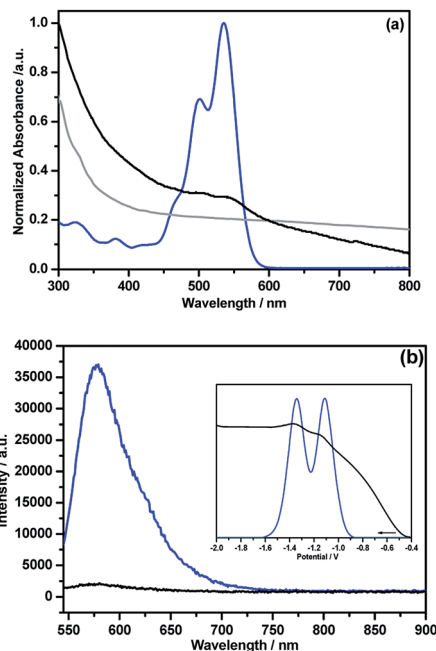 (a)
Normalized Absorbance /a.u.
1.0
0.8
0.6
0.4
0.2
0.0
300 400 500 600 700 800
Wavelength / nm
(b)
Intensity / a.u.
40000
35000
30000
25000
20000
15000
10000
5000
0
-2.0 -1.8 -1.6 -1.4 -1.2 -1.0 -0.8 -0.6 -0.4
Potential / V
550 600 650 700 750 800 850 900
Wavelength / nm